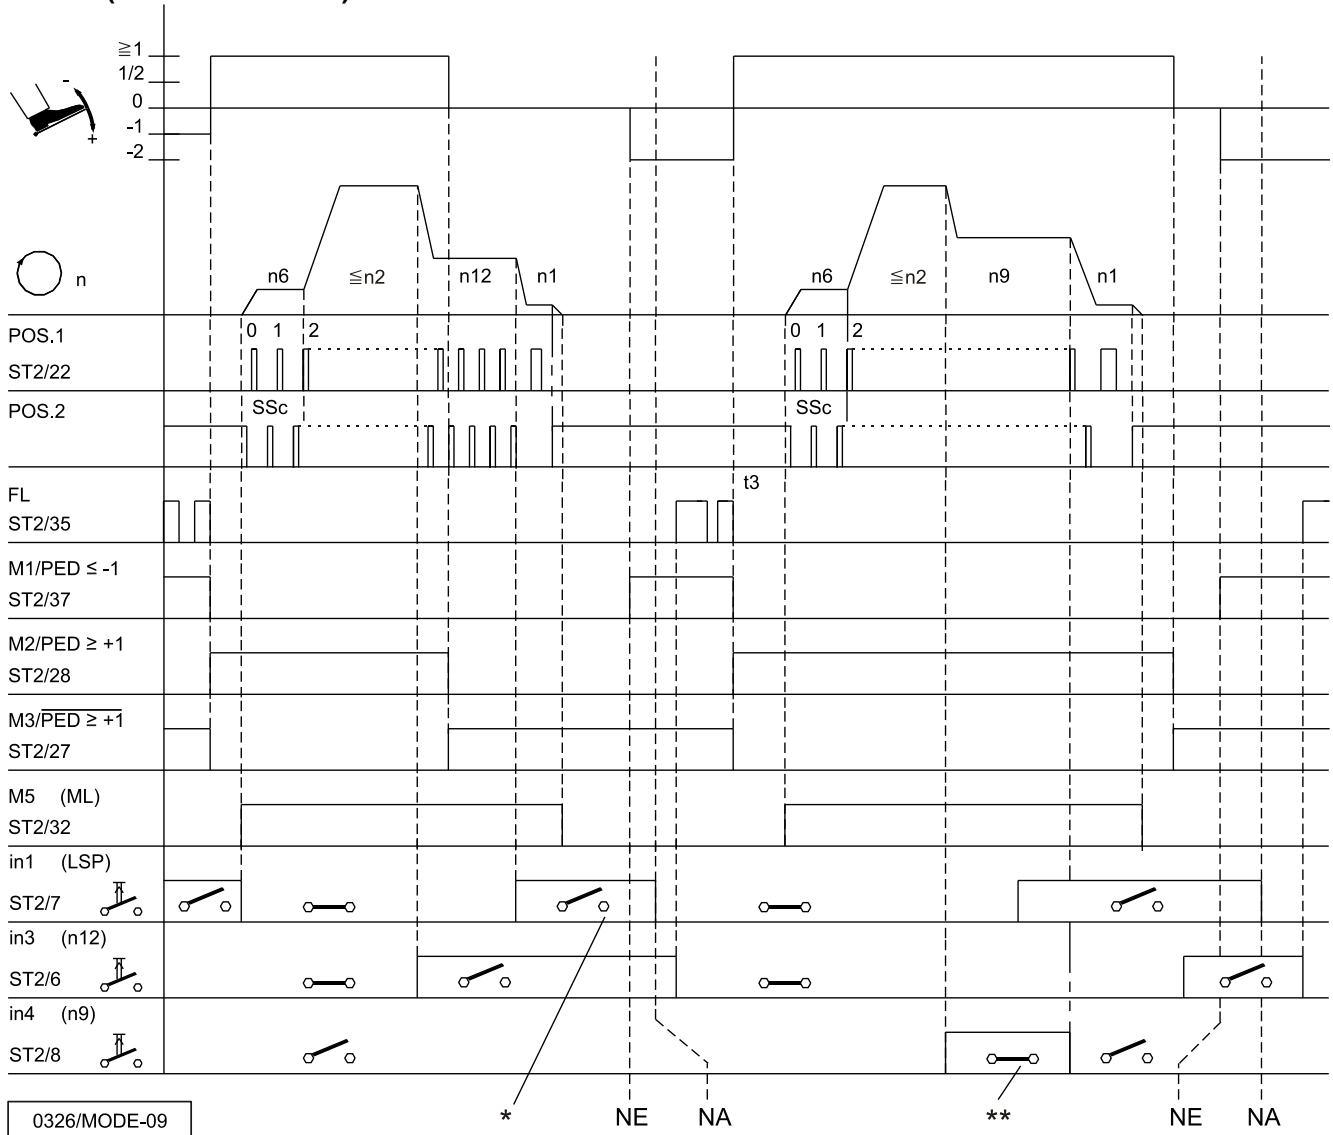 ≧1
1/2
0
-1
-2
-
+
n
n6 ≦n2 n12 n1 n6 ≦n2 n9 n1
POS.1 0 1 2 0 1 2
ST2/22
POS.2 SSc SSc
FL t3
ST2/35
M1/PED ≤ -1
ST2/37
M2/PED ≥ +1
ST2/28
M3/PED ≥ +1
ST2/27
M5 (ML)
ST2/32
in1 (LSP)
ST2/7
in3 (n12)
ST2/6
in4 (n9)
ST2/8
0326/MODE-09 * NE NA ** NE NA